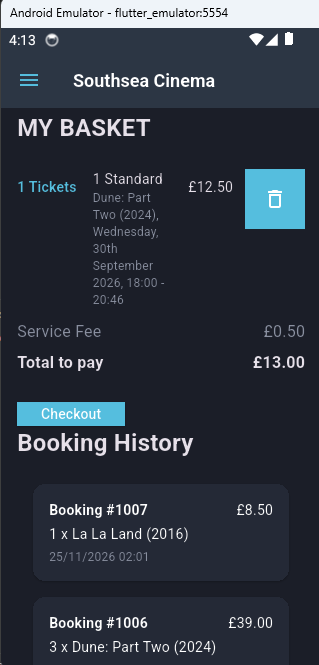 Android Emulator - flutter_emulator:5554
4:13
Southsea Cinema
MY BASKET
1 Tickets
1 Standard
£12.50
Dune: Part
Two (2024),
Wednesday,
30th
September
2026, 18:00 -
20:46
Service Fee £0.50
Total to pay £13.00
Checkout
Booking History
Booking #1007 £8.50
1 x La La Land (2016)
25/11/2026 02:01
Booking #1006 £39.00
3 x Dune: Part Two (2024)